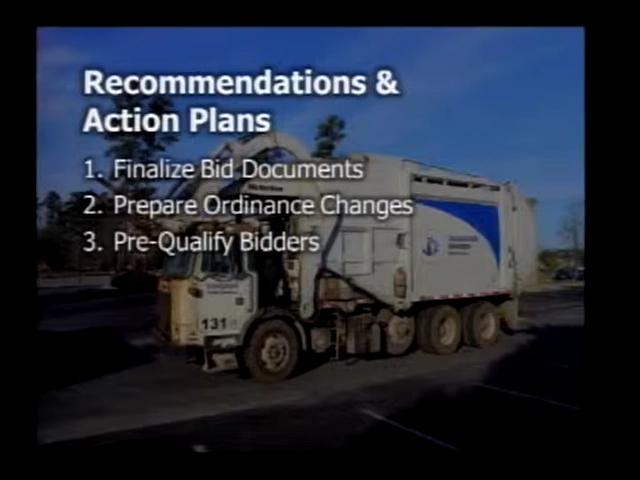 Recommendations &
Action Plans
1. Finalize Bid Documents
2. Prepare Ordinance Changes
3. Pre-Qualify Bidders
131